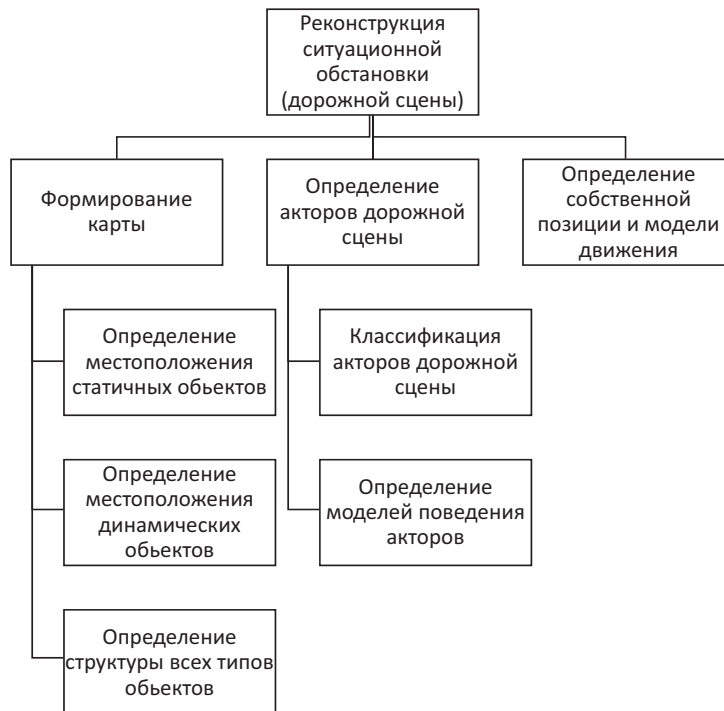 Реконструкция
ситуационной
обстановки
(дорожной сцены)
Формирование
карты
Определение
акторов дорожной
сцены
Определение
собственной
позиции и модели
движения
Определение
местоположения
статичных обьектов
Классификация
акторов дорожной
сцены
Определение
местоположения
динамических
обьектов
Определение
моделей поведения
акторов
Определение
структуры всех типов
обьектов